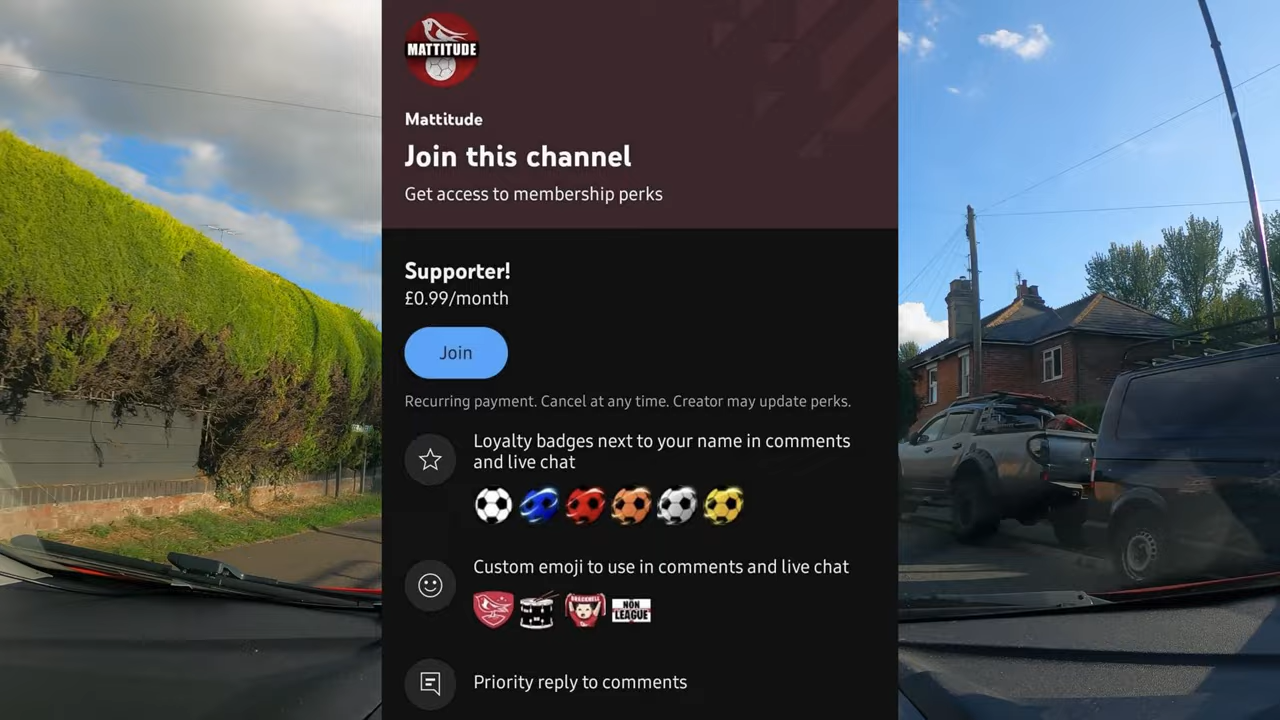 MATTITUDE
Mattitude
Join this channel
Get access to membership perks
Supporter!
£0.99/month
Join
Recurring payment. Cancel at any time. Creator may update perks.
Loyalty badges next to your name in comments
and live chat
Custom emoji to use in comments and live chat
BRACKNELL
NON
LEAGUE
Priority reply to comments